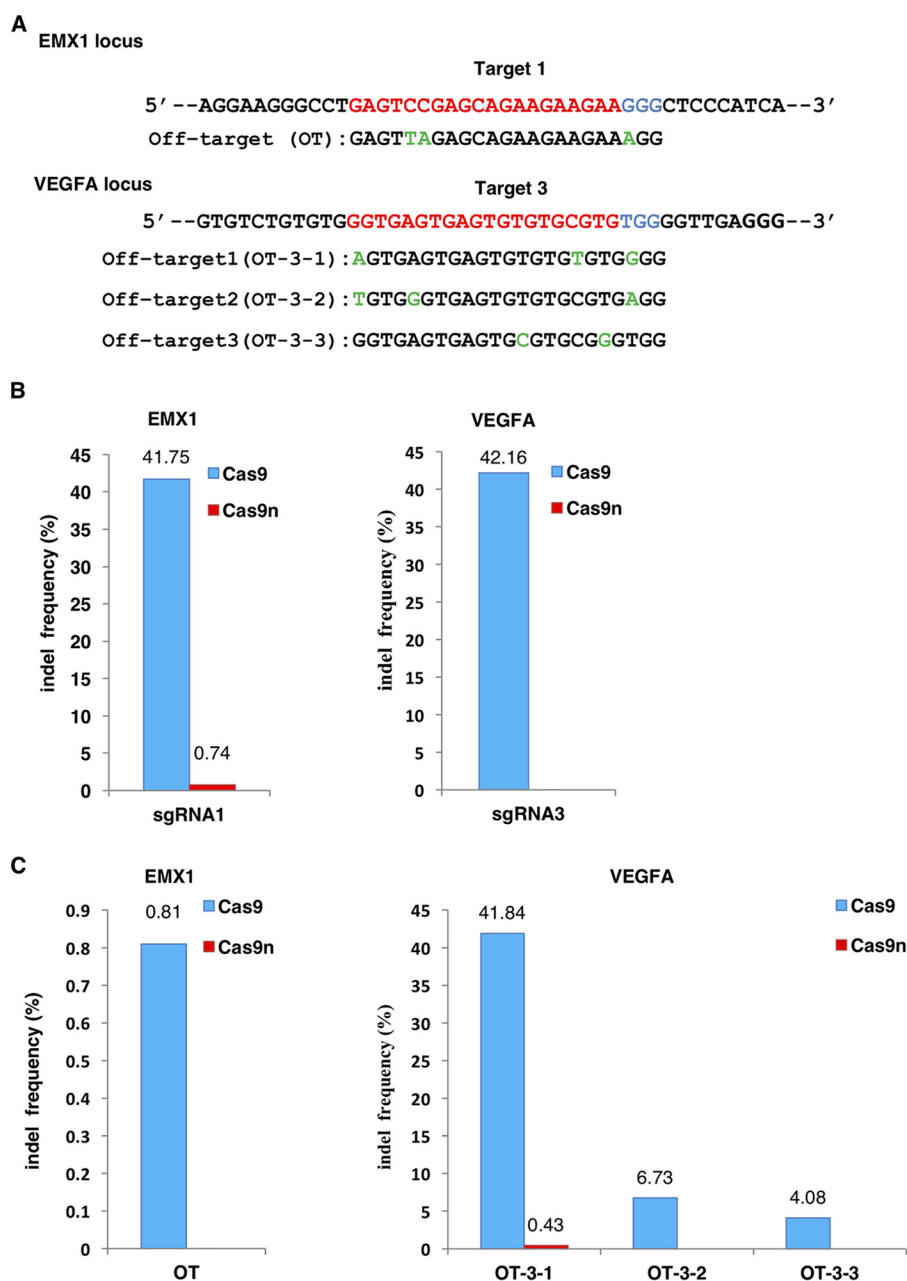 A
EMX1 locus
Target 1
5′--AGGAAGGGCCTGAGTCCGAGCAGAAGAAGAAGGGCTCCCATCA--3′
Off-target (OT):GAGTTAGAGCAGAAGAAGAAAGG
VEGFA locus
Target 3
5′--GTGTCTGTGTGGGTGAGTGAGTGTGTGCGTGTGGGGTTGAGGG--3′
Off-target1(OT-3-1):AGTGAGTGAGTGTGTGTGTGGGG
Off-target2(OT-3-2):TGTGGGTGAGTGTGTGCGTGAGG
Off-target3(OT-3-3):GGTGAGTGAGTGCGTGCGGGTGG
B
EMX1
indel frequency (%)
45
40
35
30
25
20
15
10
5
0
41.75
0.74
Cas9
Cas9n
sgRNA1
VEGFA
indel frequency (%)
45
40
35
30
25
20
15
10
5
0
42.16
Cas9
Cas9n
sgRNA3
C
EMX1
indel frequency (%)
0.9
0.8
0.7
0.6
0.5
0.4
0.3
0.2
0.1
0
0.81
Cas9
Cas9n
OT
VEGFA
indel frequency (%)
45
40
35
30
25
20
15
10
5
0
41.84
0.43
6.73
4.08
Cas9
Cas9n
OT-3-1
OT-3-2
OT-3-3